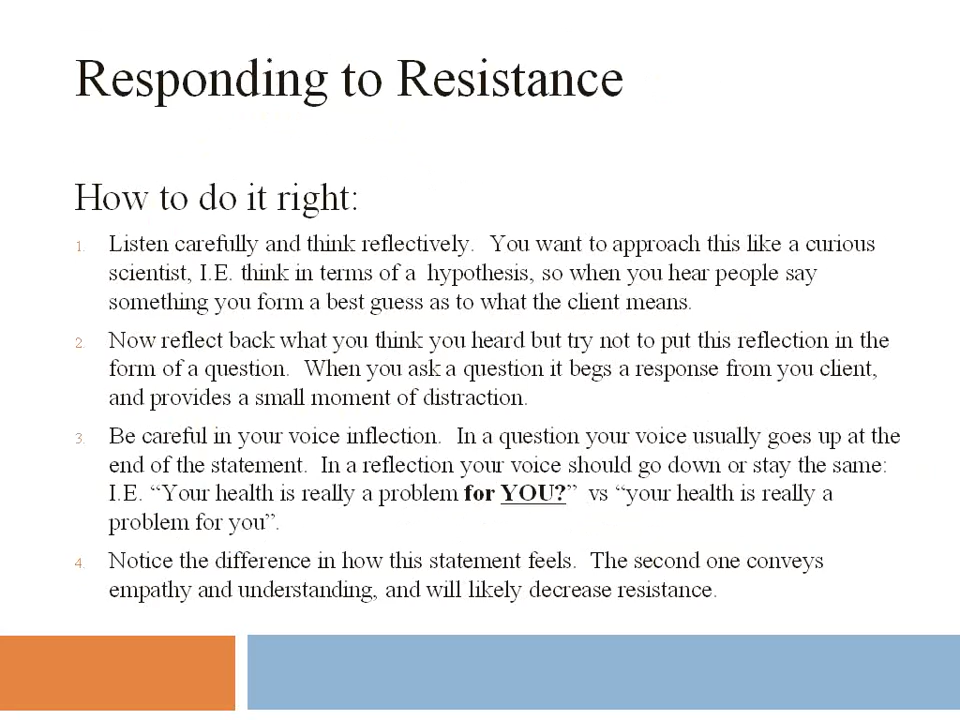 Responding to Resistance
How to do it right:
1. Listen carefully and think reflectively. You want to approach this like a curious
scientist, I.E. think in terms of a hypothesis, so when you hear people say
something you form a best guess as to what the client means.
2. Now reflect back what you think you heard but try not to put this reflection in the
form of a question. When you ask a question it begs a response from you client,
and provides a small moment of distraction.
3. Be careful in your voice inflection. In a question your voice usually goes up at the
end of the statement. In a reflection your voice should go down or stay the same:
I.E. “Your health is really a problem for YOU?” vs “your health is really a
problem for you”.
4. Notice the difference in how this statement feels. The second one conveys
empathy and understanding, and will likely decrease resistance.